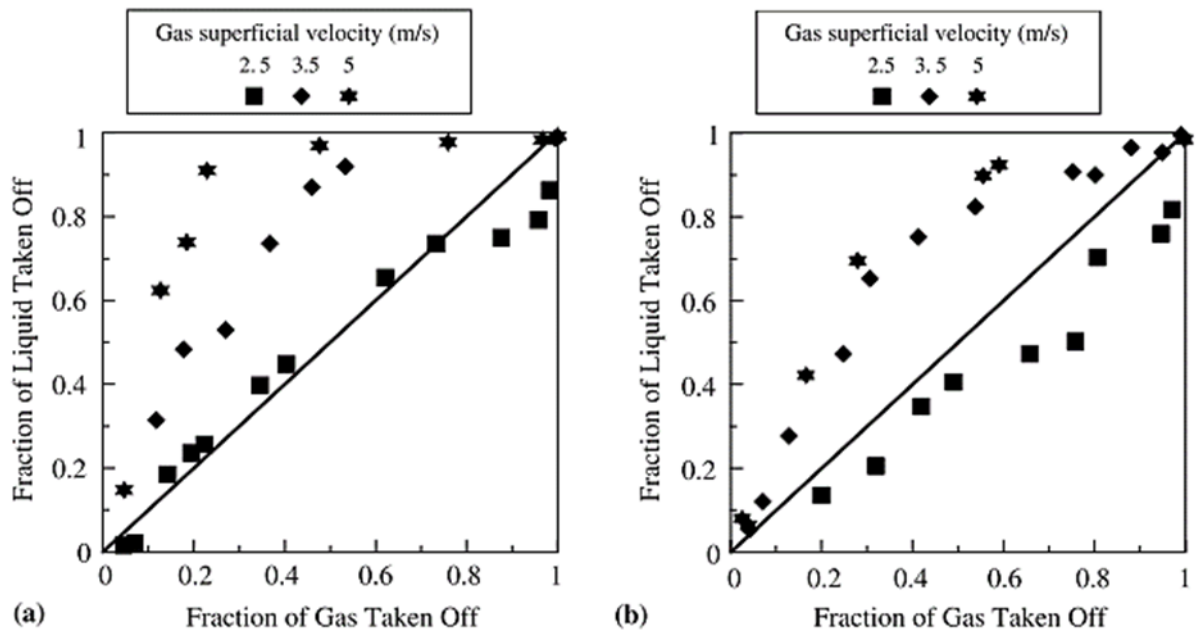 Gas superficial velocity (m/s)
2. 5 3.5 5
1
0.8
0.6
0.4
0.2
0
Fraction of Liquid Taken Off
0 0.2 0.4 0.6 0.8 1
(a) Fraction of Gas Taken Off
Gas superficial velocity (m/s)
2.5 3. 5 5
1
0.8
0.6
0.4
0.2
0
Fraction of Liquid Taken Off
0 0.2 0.4 0.6 0.8 1
(b) Fraction of Gas Taken Off